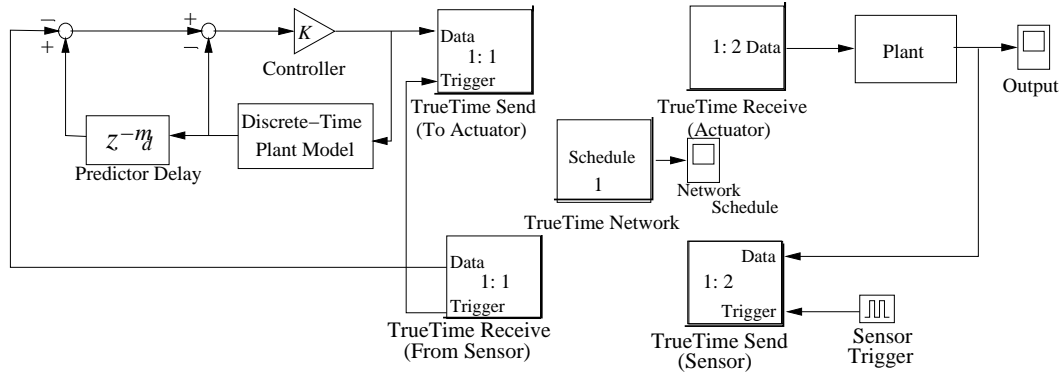 −
+
+
−
K
Controller
Data
1: 1
Trigger
TrueTime Send
(To Actuator)
z−md
Predictor Delay
Discrete−Time
Plant Model
1: 2 Data
TrueTime Receive
(Actuator)
Plant
Output
Schedule
1
TrueTime Network
Network
Schedule
Data
1: 1
Trigger
TrueTime Receive
(From Sensor)
Data
1: 2
Trigger
TrueTime Send
(Sensor)
Sensor
Trigger